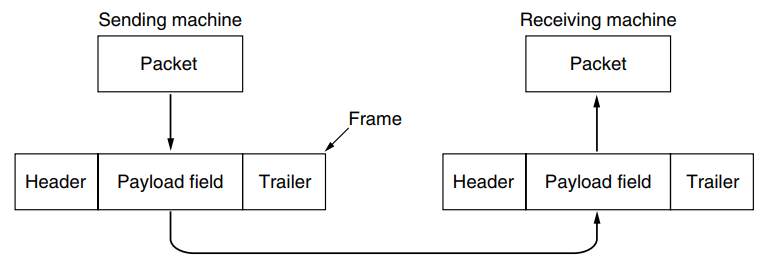 Sending machine
Receiving machine
Packet
Packet
Frame
Header
Payload field
Trailer
Header
Payload field
Trailer